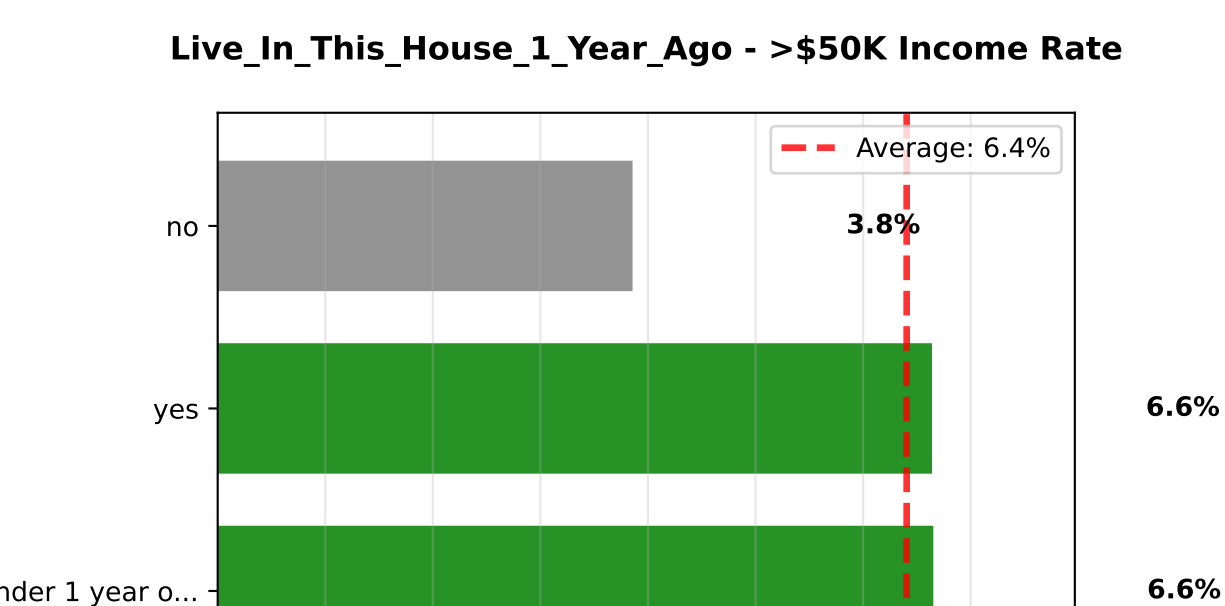 Live_In_This_House_1_Year_Ago - >$50K Income Rate
Average: 6.4%
no
3.8%
yes
6.6%
nder 1 year o...
6.6%